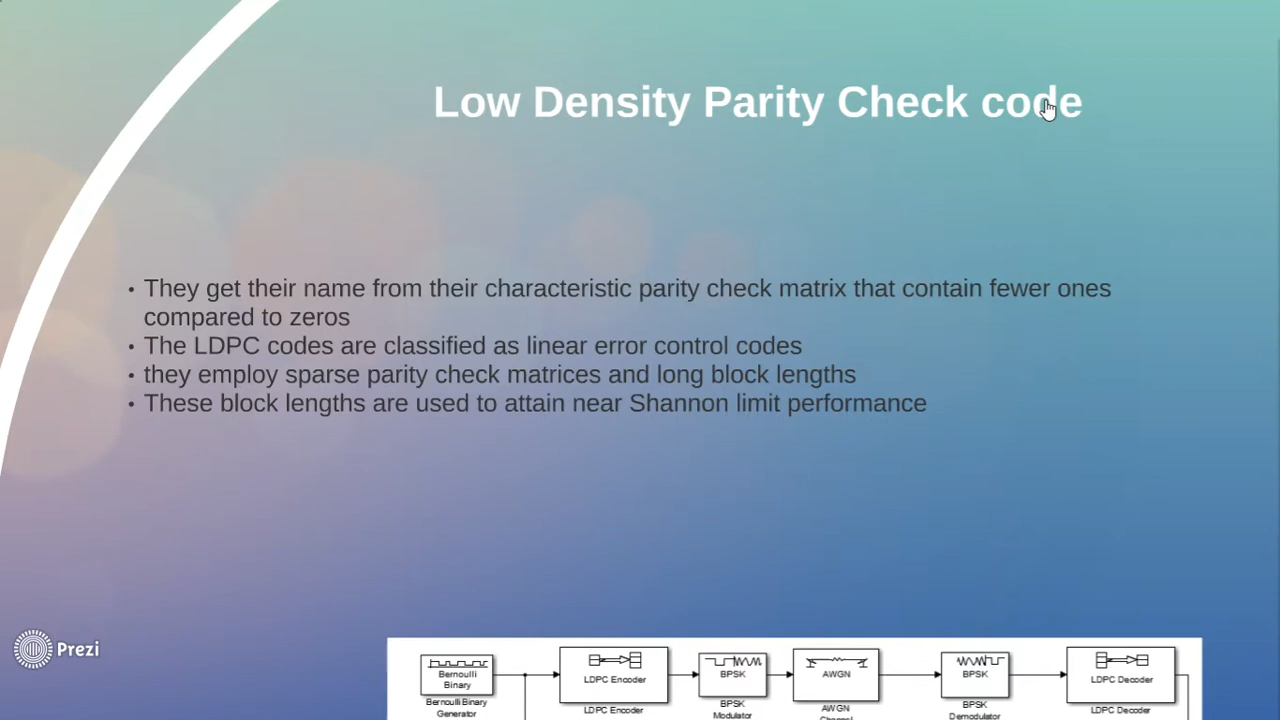 Low Density Parity Check code
• They get their name from their characteristic parity check matrix that contain fewer ones
compared to zeros
• The LDPC codes are classified as linear error control codes
• they employ sparse parity check matrices and long block lengths
• These block lengths are used to attain near Shannon limit performance
Prezi
Bernoulli
Binary
Bernoulli Binary
Generator
LDPC Encoder
LDPC Encoder
BPSK
BPSK
Modulator
AWGN
AWGN
BPSK
BPSK
Demodulator
LDPC Decoder
LDPC Decoder